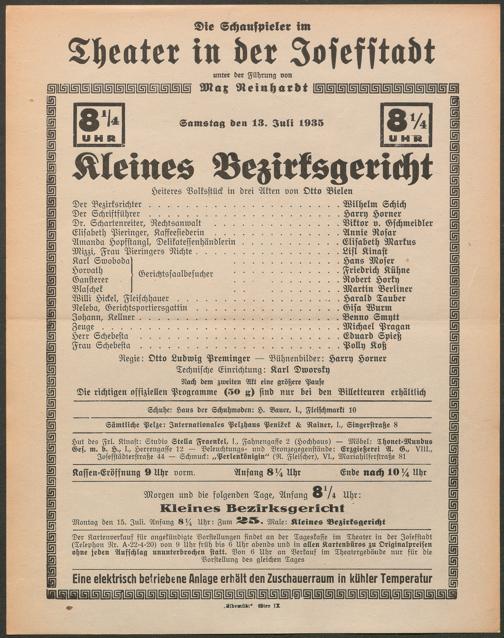 Die Schauspieler im
Theater in der Josefstadt
unter der Führung von
Max Reinhardt
8 1/4 UHR
Samstag den 13. Juli 1935
8 1/4 UHR
Kleines Bezirksgericht
Heiteres Volksstück in drei Akten von Otto Bielen
Der Bezirksrichter . . . Wilhelm Schich
Der Schriftführer . . . Harry Horner
Dr. Schartenreiter, Rechtsanwalt . . . Viktor v. Gschmeidler
Elisabeth Pieringer, Kaffeesiederin . . . Annie Rosar
Amanda Hopfstangl, Delikatessenhändlerin . . . Elisabeth Markus
Mizzi, Frau Pieringers Nichte . . . Lisl Kinast
Karl Swoboda . . . Hans Moser
Horvath . . . Friedrich Kühne
Gerichtssaalbesucher
Gansterer . . . Robert Horky
Blaschek . . . Martin Berliner
Willi Hickel, Fleischhauer . . . Harald Tauber
Neleba, Gerichtsportiersgattin . . . Gisa Wurm
Johann, Kellner . . . Benno Smytt
Zeuge . . . Michael Pragan
Herr Schebesta . . . Eduard Spieß
Frau Schebesta . . . Polly Koß
Regie: Otto Ludwig Preminger — Bühnenbilder: Harry Horner
Technische Einrichtung: Karl Dworsky
Nach dem zweiten Akt eine größere Pause
Die richtigen offiziellen Programme (50 g) sind nur bei den Billetteuren erhältlich
Schuhe: Haus der Schuhmoden: H. Bauer, I., Fleischmarkt 10
Sämtliche Pelze: Internationales Pelzhaus Penižek & Rainer, I., Singerstraße 8
Hut des Frl. Kinast: Studio Stella Fraenkel, I., Fahnengasse 2 (Hochhaus) — Möbel: Thonet-Mundus
Ges. m. b. H., I., Herrengasse 12 — Beleuchtungs- und Bronzegegenstände: Erzgießerei A. G., VIII.,
Josefstädterstraße 44 — Schmuck: „Perlenkönigin“ (R. Fleischer), VI., Mariahilferstraße 81
Kassen-Eröffnung 9 Uhr vorm. Anfang 8 1/4 Uhr Ende nach 10 1/4 Uhr
Morgen und die folgenden Tage, Anfang 8 1/4 Uhr:
Kleines Bezirksgericht
Montag den 15. Juli. Anfang 8 1/4 Uhr: Zum 25. Male: Kleines Bezirksgericht
Der Kartenverkauf für angekündigte Vorstellungen findet an der Tageskasse im Theater in der Josefstadt
(Telephon Nr. A-22-4-20) von 9 Uhr früh bis 6 Uhr abends und in allen Kartenbüros zu Originalpreisen
ohne jeden Aufschlag ununterbrochen statt. Von 6 Uhr an Verkauf im Theatergebäude nur für die
Vorstellung des gleichen Tages
Eine elektrisch betriebene Anlage erhält den Zuschauerraum in kühler Temperatur
Wien IX